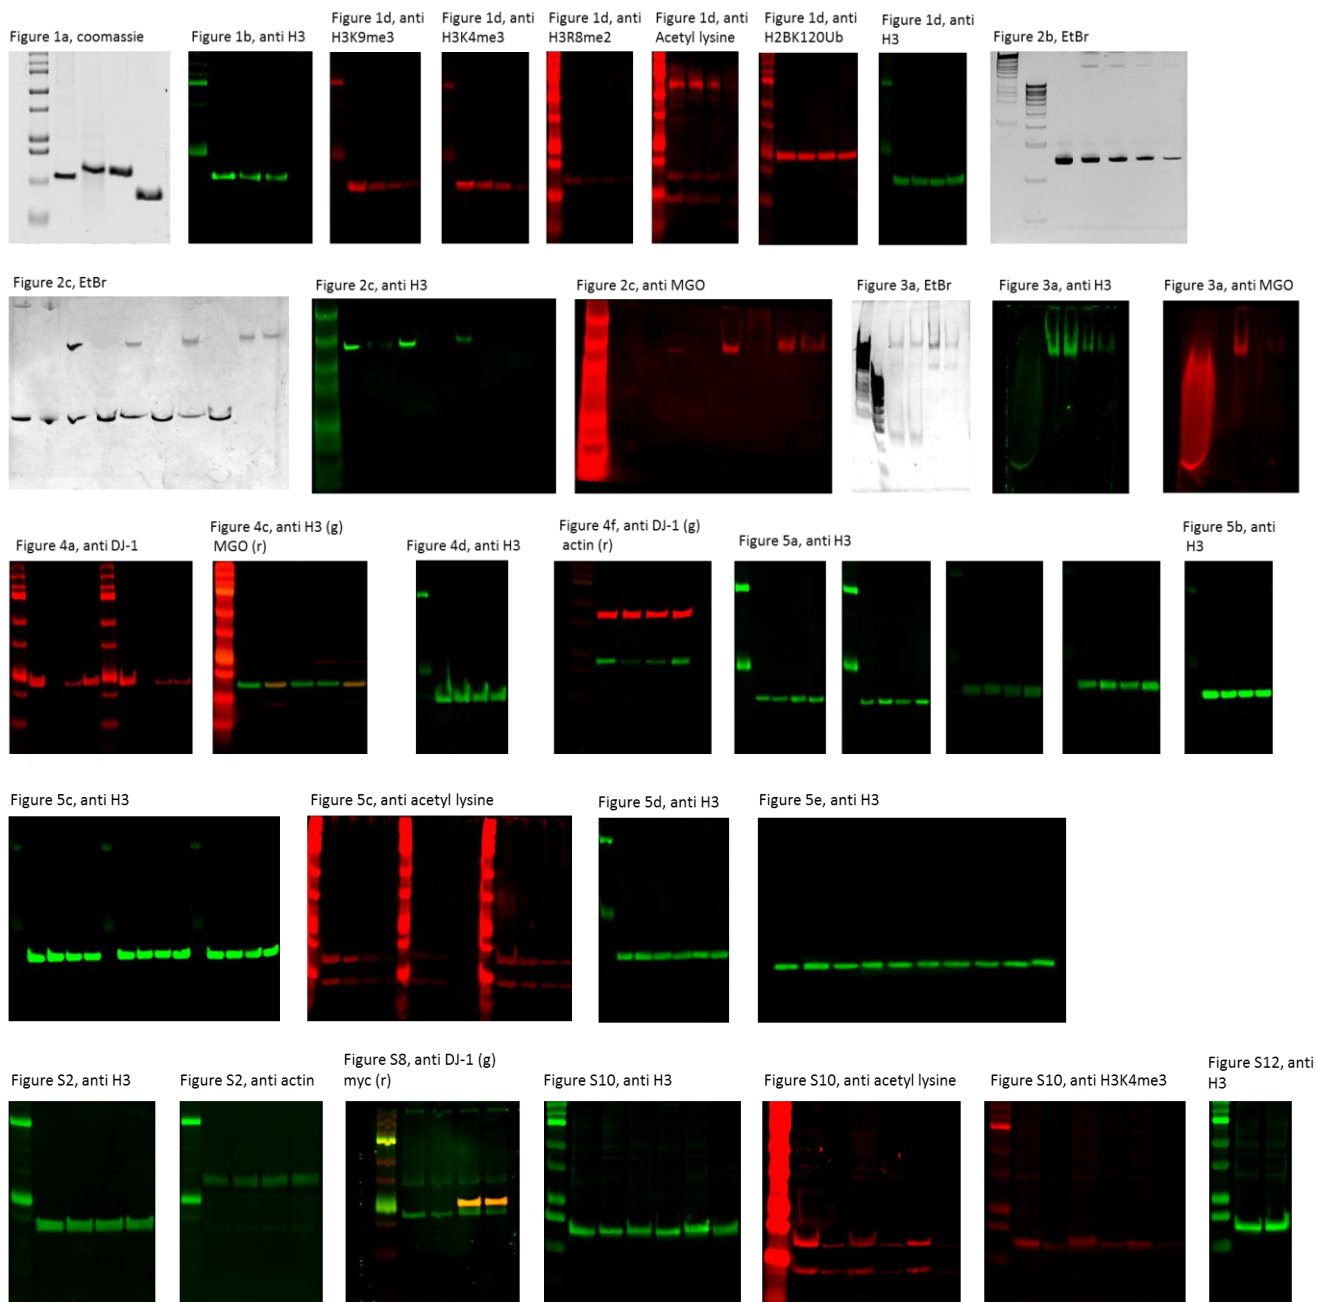 Figure 1a, coomassie
Figure 1b, anti H3
Figure 1d, anti
H3K9me3
Figure 1d, anti
H3K4me3
Figure 1d, anti
H3R8me2
Figure 1d, anti
Acetyl lysine
Figure 1d, anti
H2BK120Ub
Figure 1d, anti
H3
Figure 2b, EtBr
Figure 2c, EtBr
Figure 2c, anti H3
Figure 2c, anti MGO
Figure 3a, EtBr
Figure 3a, anti H3
Figure 3a, anti MGO
Figure 4a, anti DJ-1
Figure 4c, anti H3 (g)
MGO (r)
Figure 4d, anti H3
Figure 4f, anti DJ-1 (g)
actin (r)
Figure 5a, anti H3
Figure 5b, anti
H3
Figure 5c, anti H3
Figure 5c, anti acetyl lysine
Figure 5d, anti H3
Figure 5e, anti H3
Figure S2, anti H3
Figure S2, anti actin
Figure S8, anti DJ-1 (g)
myc (r)
Figure S10, anti H3
Figure S10, anti acetyl lysine
Figure S10, anti H3K4me3
Figure S12, anti
H3